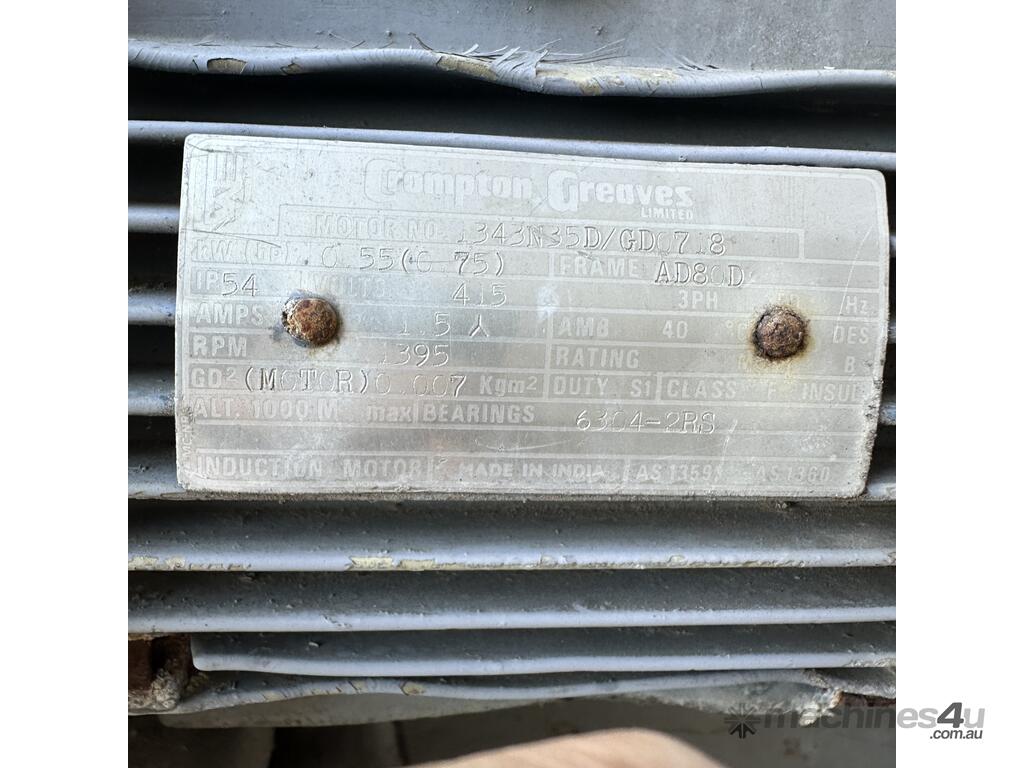 Crompton Greaves
LIMITED
MOTOR NO. 1343N35D/GD0718
KW (HP) 0.55(0.75) FRAME AD80D
IP54 VOLTS 415 3PH 50 Hz
AMPS 1.5 人 AMB 40 °C DES
RPM 1395 RATING B
GD² (MOTOR) 0.007 Kgm² DUTY S1 CLASS F INSUL
ALT. 1000 M max BEARINGS 6304-2RS
INDUCTION MOTOR MADE IN INDIA AS 1359 AS 1360
machines4u
.com.au